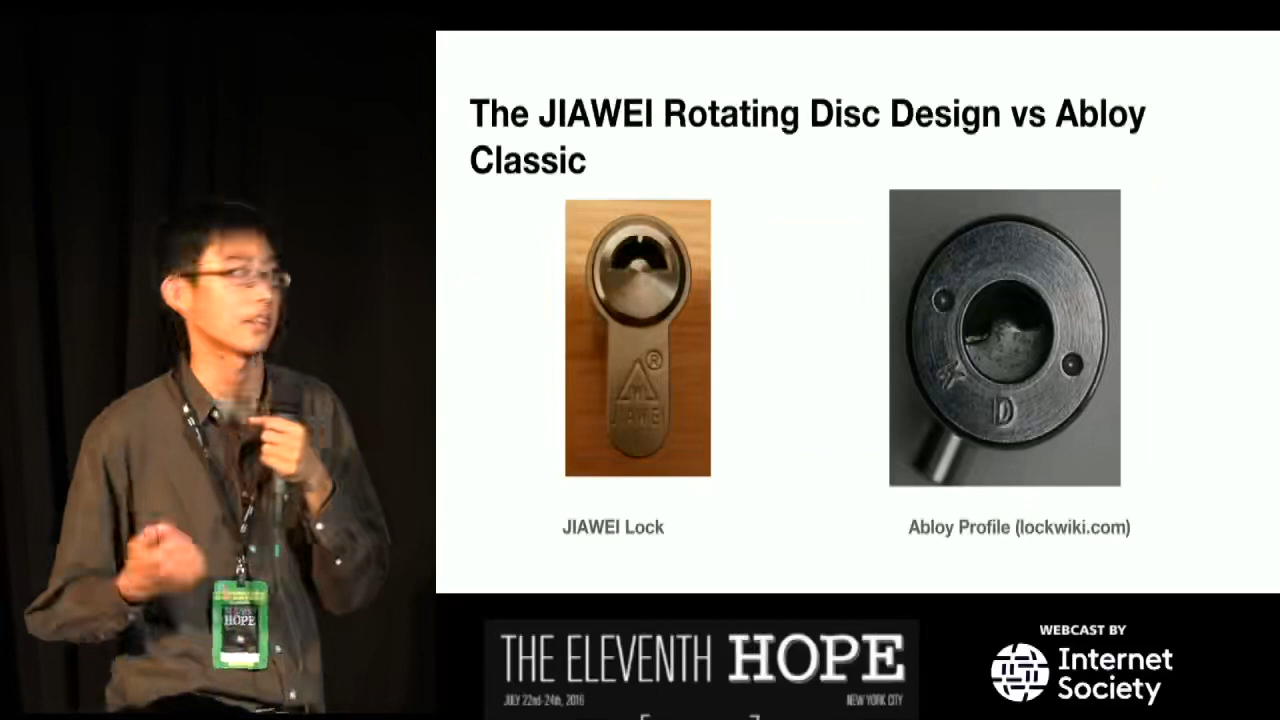 The JIAWEI Rotating Disc Design vs Abloy
Classic
®
JIAWEI
D
JIAWEI Lock
Abloy Profile (lockwiki.com)
HOPE
THE ELEVENTH HOPE
JULY 22nd-24th, 2016
NEW YORK CITY
WEBCAST BY
Internet
Society